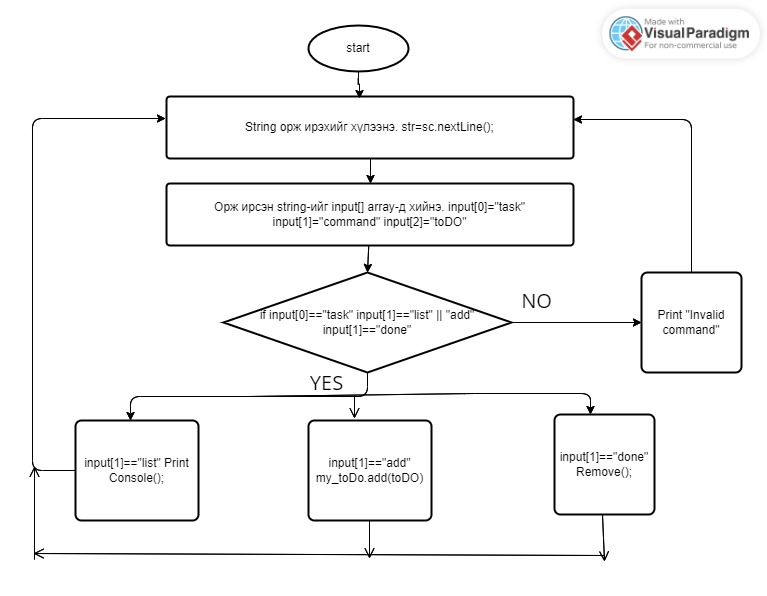 Made with
VisualParadigm
For non-commercial use
start
String орж ирэхийг хүлээнэ. str=sc.nextLine();
Орж ирсэн string-ийг input[] array-д хийнэ. input[0]="task"
input[1]="command" input[2]="toDO"
if input[0]=="task" input[1]=="list" || "add"
input[1]=="done"
NO
Print "Invalid
command"
YES
input[1]=="list" Print
Console();
input[1]=="add"
my_toDo.add(toDO)
input[1]=="done"
Remove();